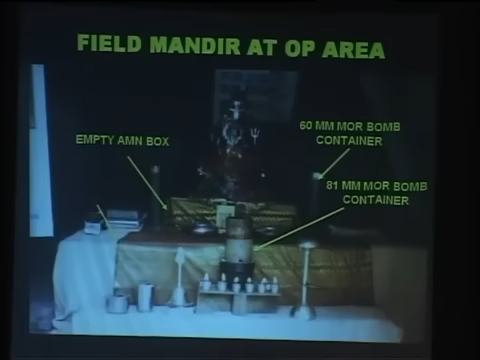 FIELD MANDIR AT OP AREA
EMPTY AMN BOX
60 MM MOR BOMB
CONTAINER
81 MM MOR BOMB
CONTAINER